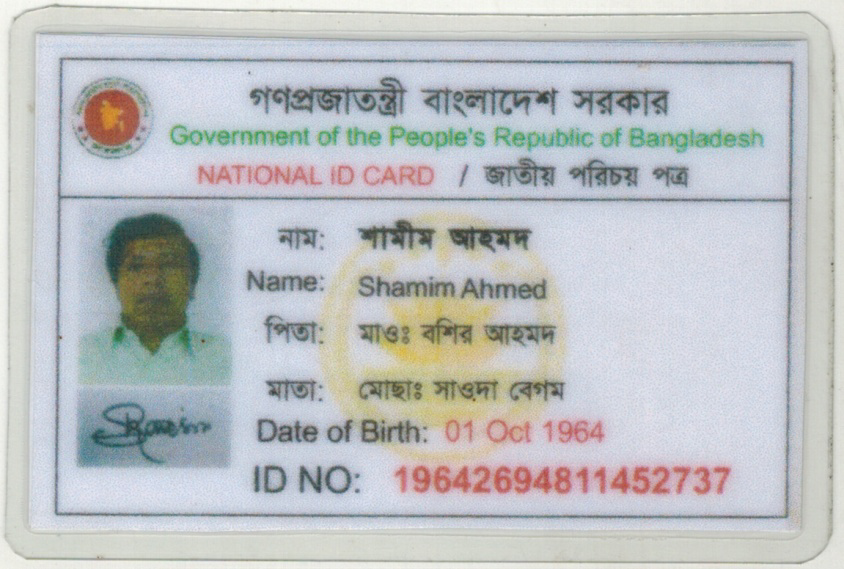 গণপ্রজাতন্ত্রী বাংলাদেশ সরকার
Government of the People's Republic of Bangladesh
NATIONAL ID CARD / জাতীয় পরিচয় পত্র
নাম: শামীম আহমদ
Name: Shamim Ahmed
পিতা: মাওঃ বশির আহমদ
মাতা: মোছাঃ সাওদা বেগম
Date of Birth: 01 Oct 1964
ID NO: 19642694811452737